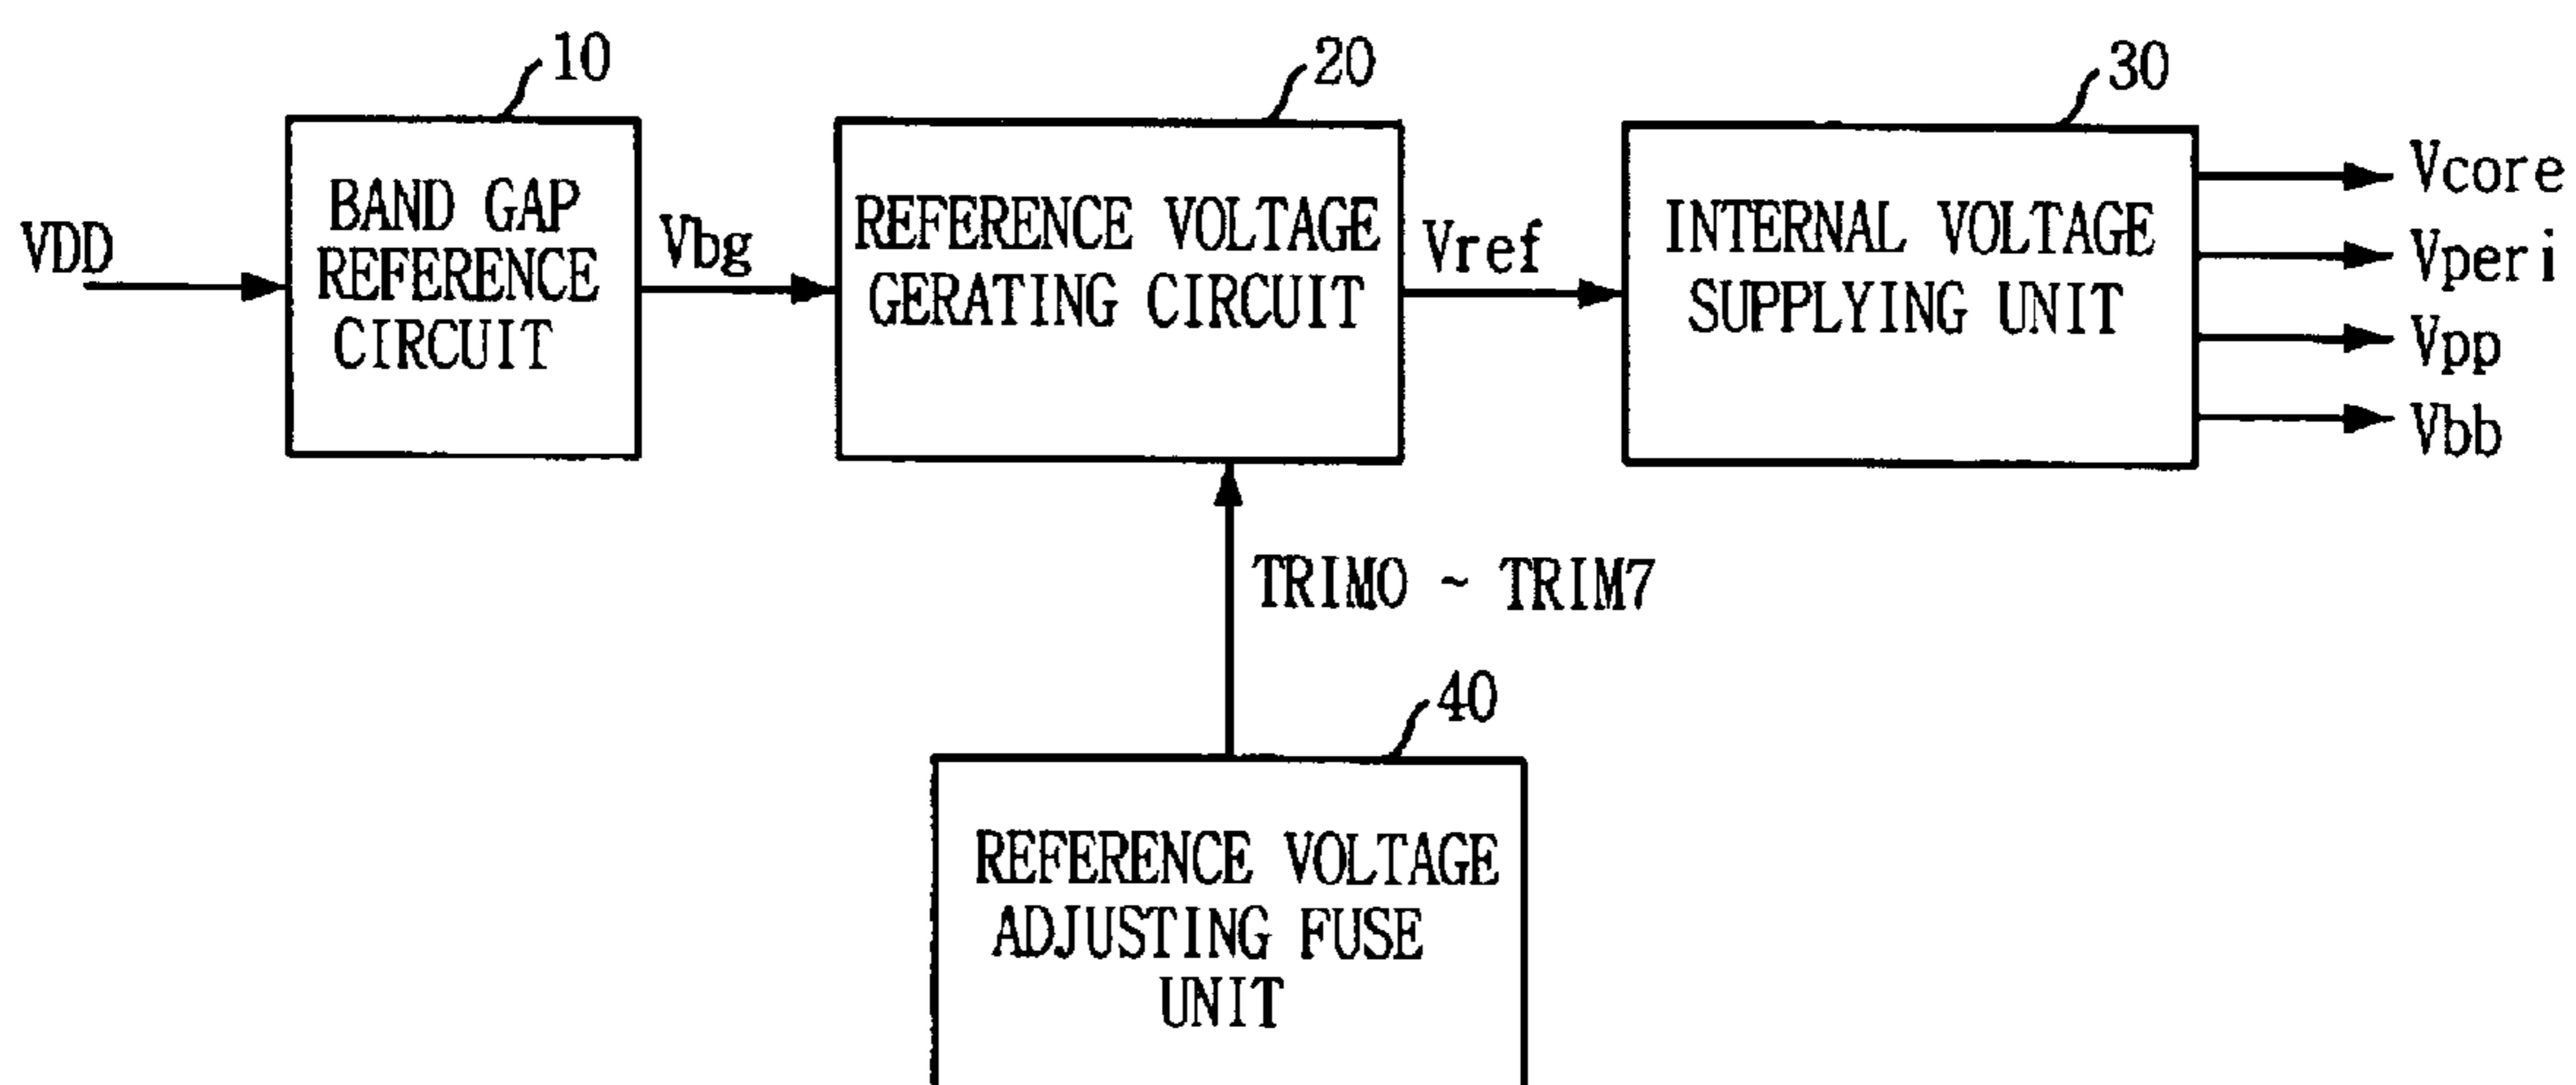 10
20
30
VDD
BAND GAP
REFERENCE
CIRCUIT
Vbg
REFERENCE VOLTAGE
GERATING CIRCUIT
Vref
INTERNAL VOLTAGE
SUPPLYING UNIT
Vcore
Vperi
Vpp
Vbb
TRIM0 ~ TRIM7
40
REFERENCE VOLTAGE
ADJUSTING FUSE
UNIT